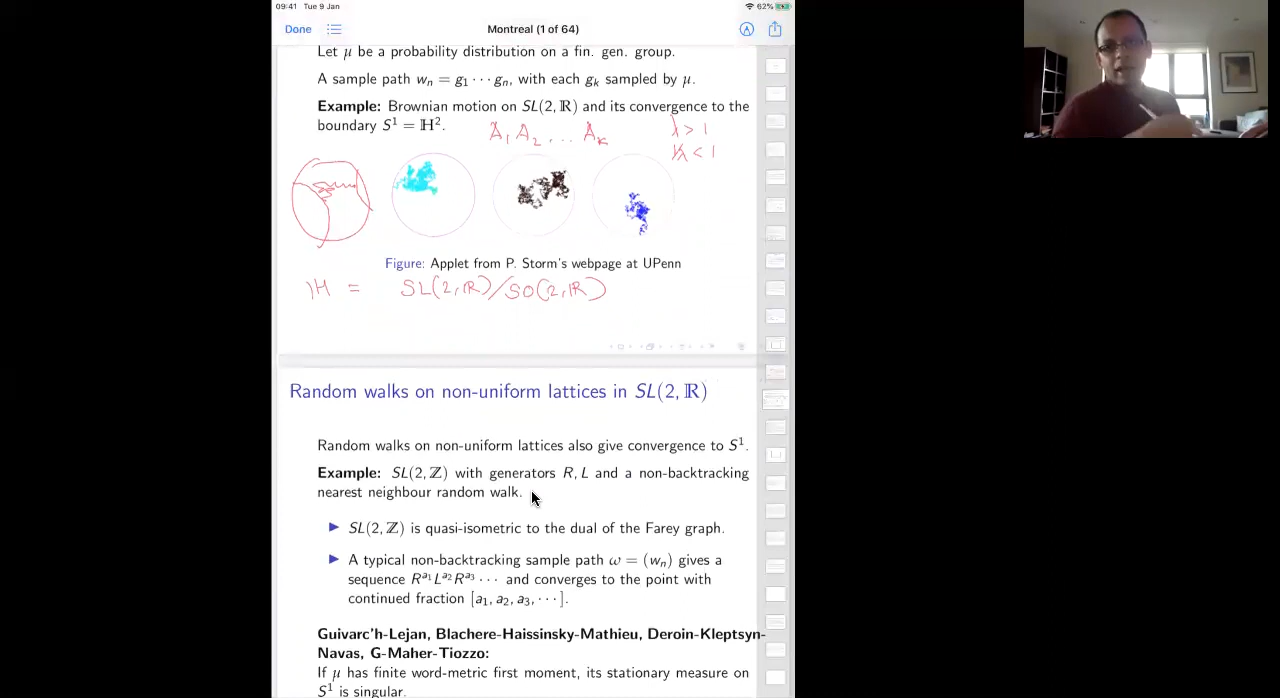 09:41 Tue 9 Jan
62%
Done
Montreal (1 of 64)
Let μ be a probability distribution on a fin. gen. group.
A sample path wₙ = g₁ ··· gₙ, with each gₖ sampled by μ.
Example: Brownian motion on SL(2, ℝ) and its convergence to the
boundary S¹ = ℍ².
A₁ A₂ ... Aₖ
λ > 1
1/λ < 1
Figure: Applet from P. Storm's webpage at UPenn
ℍ = SL(2, ℝ)/SO(2, ℝ)
Random walks on non-uniform lattices in SL(2, ℝ)
Random walks on non-uniform lattices also give convergence to S¹.
Example: SL(2, ℤ) with generators R, L and a non-backtracking
nearest neighbour random walk.
SL(2, ℤ) is quasi-isometric to the dual of the Farey graph.
A typical non-backtracking sample path ω = (wₙ) gives a
sequence Rᵃ¹Lᵃ²Rᵃ³ ··· and converges to the point with
continued fraction [a₁, a₂, a₃, ···].
Guivarc'h-Lejan, Blachere-Haissinsky-Mathieu, Deroin-Kleptsyn-
Navas, G-Maher-Tiozzo:
If μ has finite word-metric first moment, its stationary measure on
S¹ is singular.